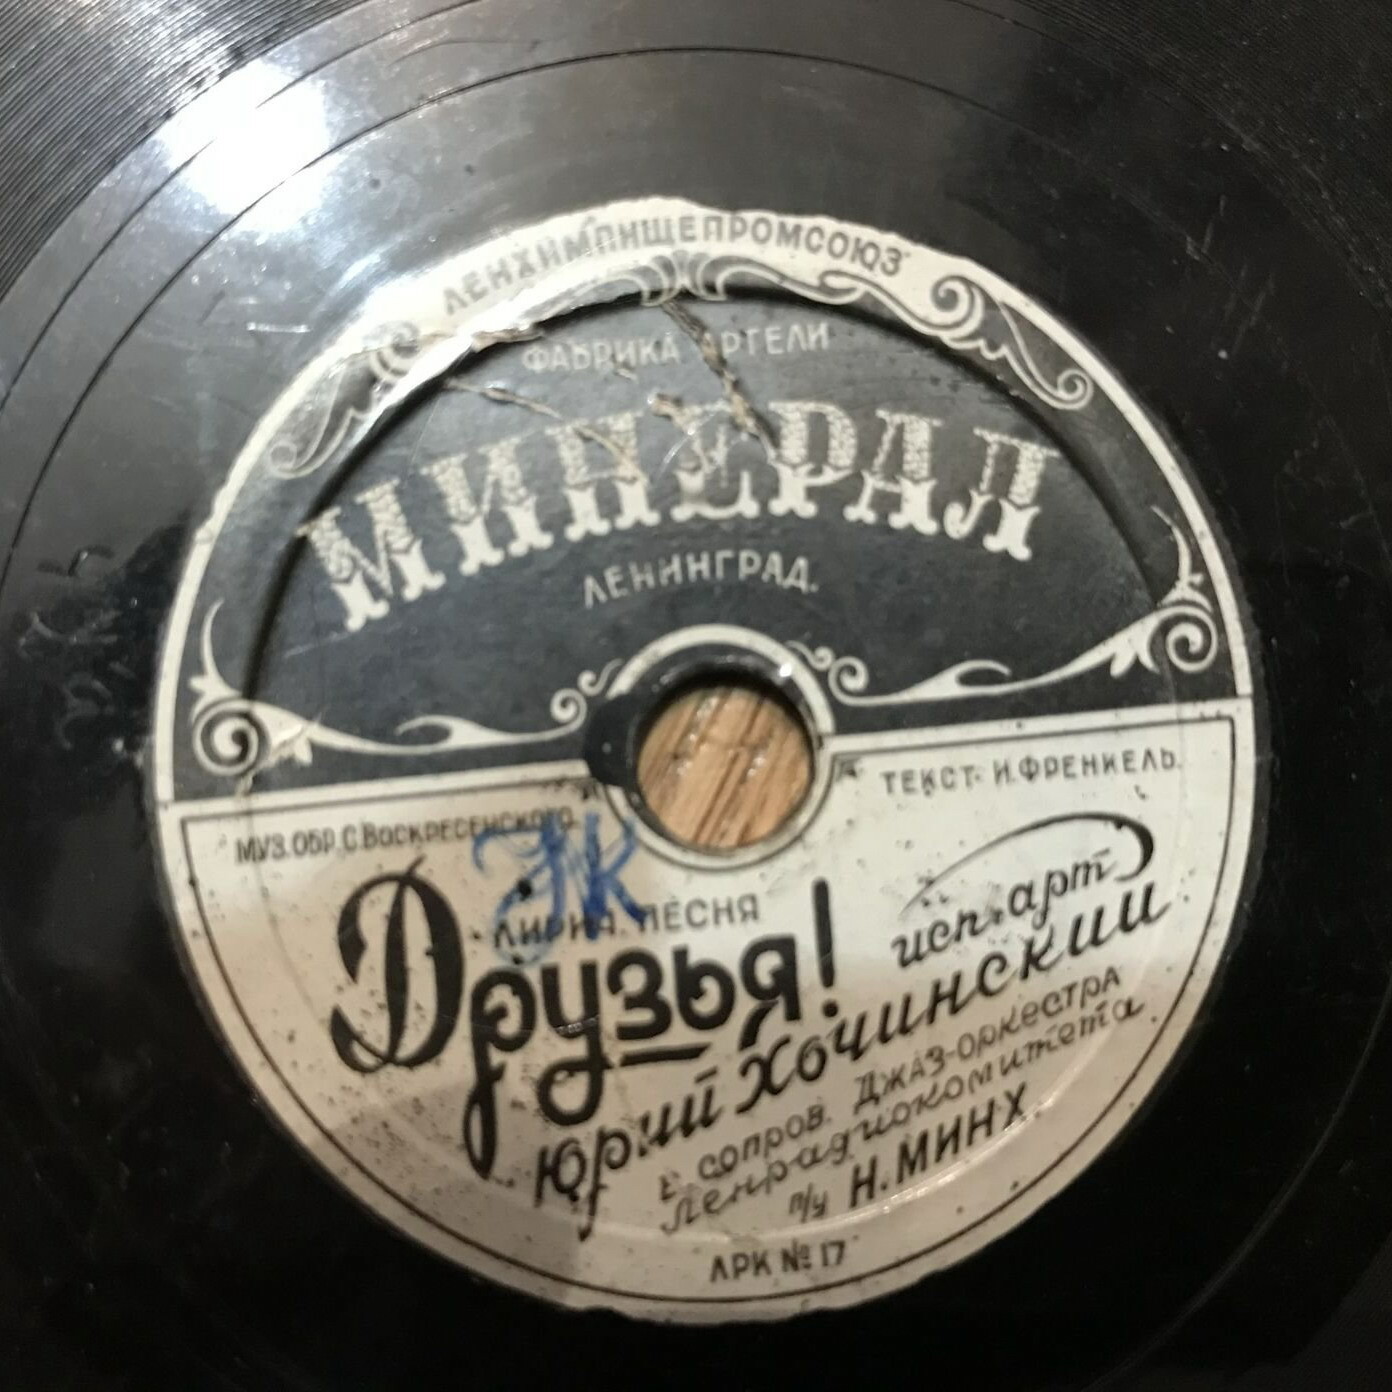 ЛЕНХИМПИЩЕПРОМСОЮЗ
ФАБРИКА АРТЕЛИ
МИНЕРАЛ
ЛЕНИНГРАД.
МУЗ. ОБР. С. ВОСКРЕСЕНСКОГО.
ТЕКСТ- И. ФРЕНКЕЛЬ.
ЛИРИЧ. ПЕСНЯ
Друзья!
исп. арт
Юрий Хочинский
в сопров. ДЖАЗ-ОРКЕСТРА
Ленрадиокомитета
п/у Н. МИНХ.
ЛРК № 17